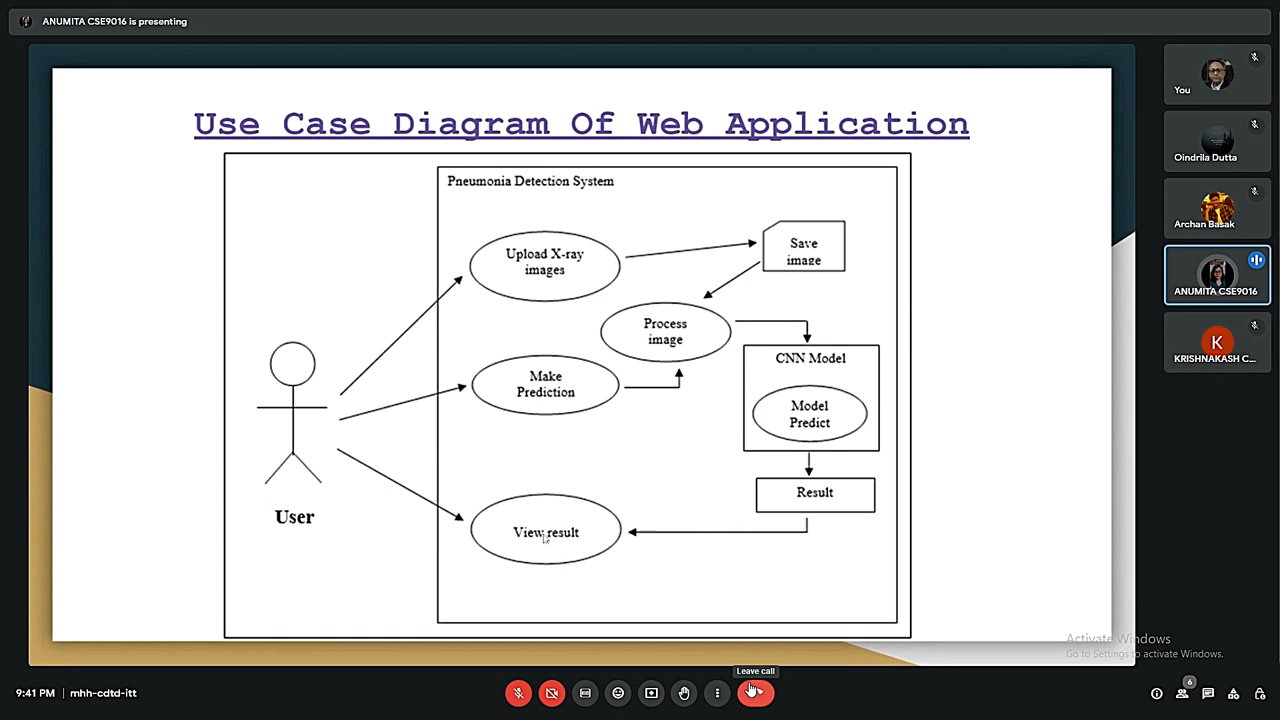 ANUMITA CSE9016 is presenting
Use Case Diagram Of Web Application
Pneumonia Detection System
Upload X-ray
images
Save
image
Process
image
CNN Model
Make
Prediction
Model
Predict
Result
User
View result
You
Oindrila Dutta
Archan Basak
ANUMITA CSE9016
K
KRISHNAKASH C...
Activate Windows
Go to Settings to activate Windows.
Leave call
9:41 PM | mhh-cdtd-itt
6